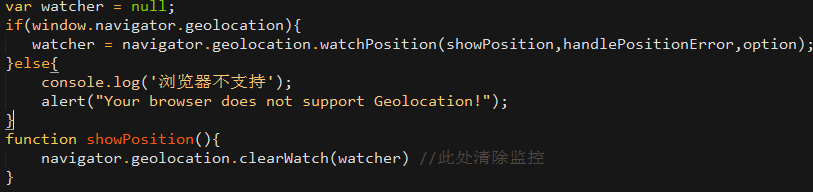 var watcher = null;
if(window.navigator.geolocation){
   watcher = navigator.geolocation.watchPosition(showPosition,handlePositionError,option);
}else{
    console.log('浏览器不支持');
    alert("Your browser does not support Geolocation!");
}
function showPosition(){
    navigator.geolocation.clearWatch(watcher) //此处清除监控
}